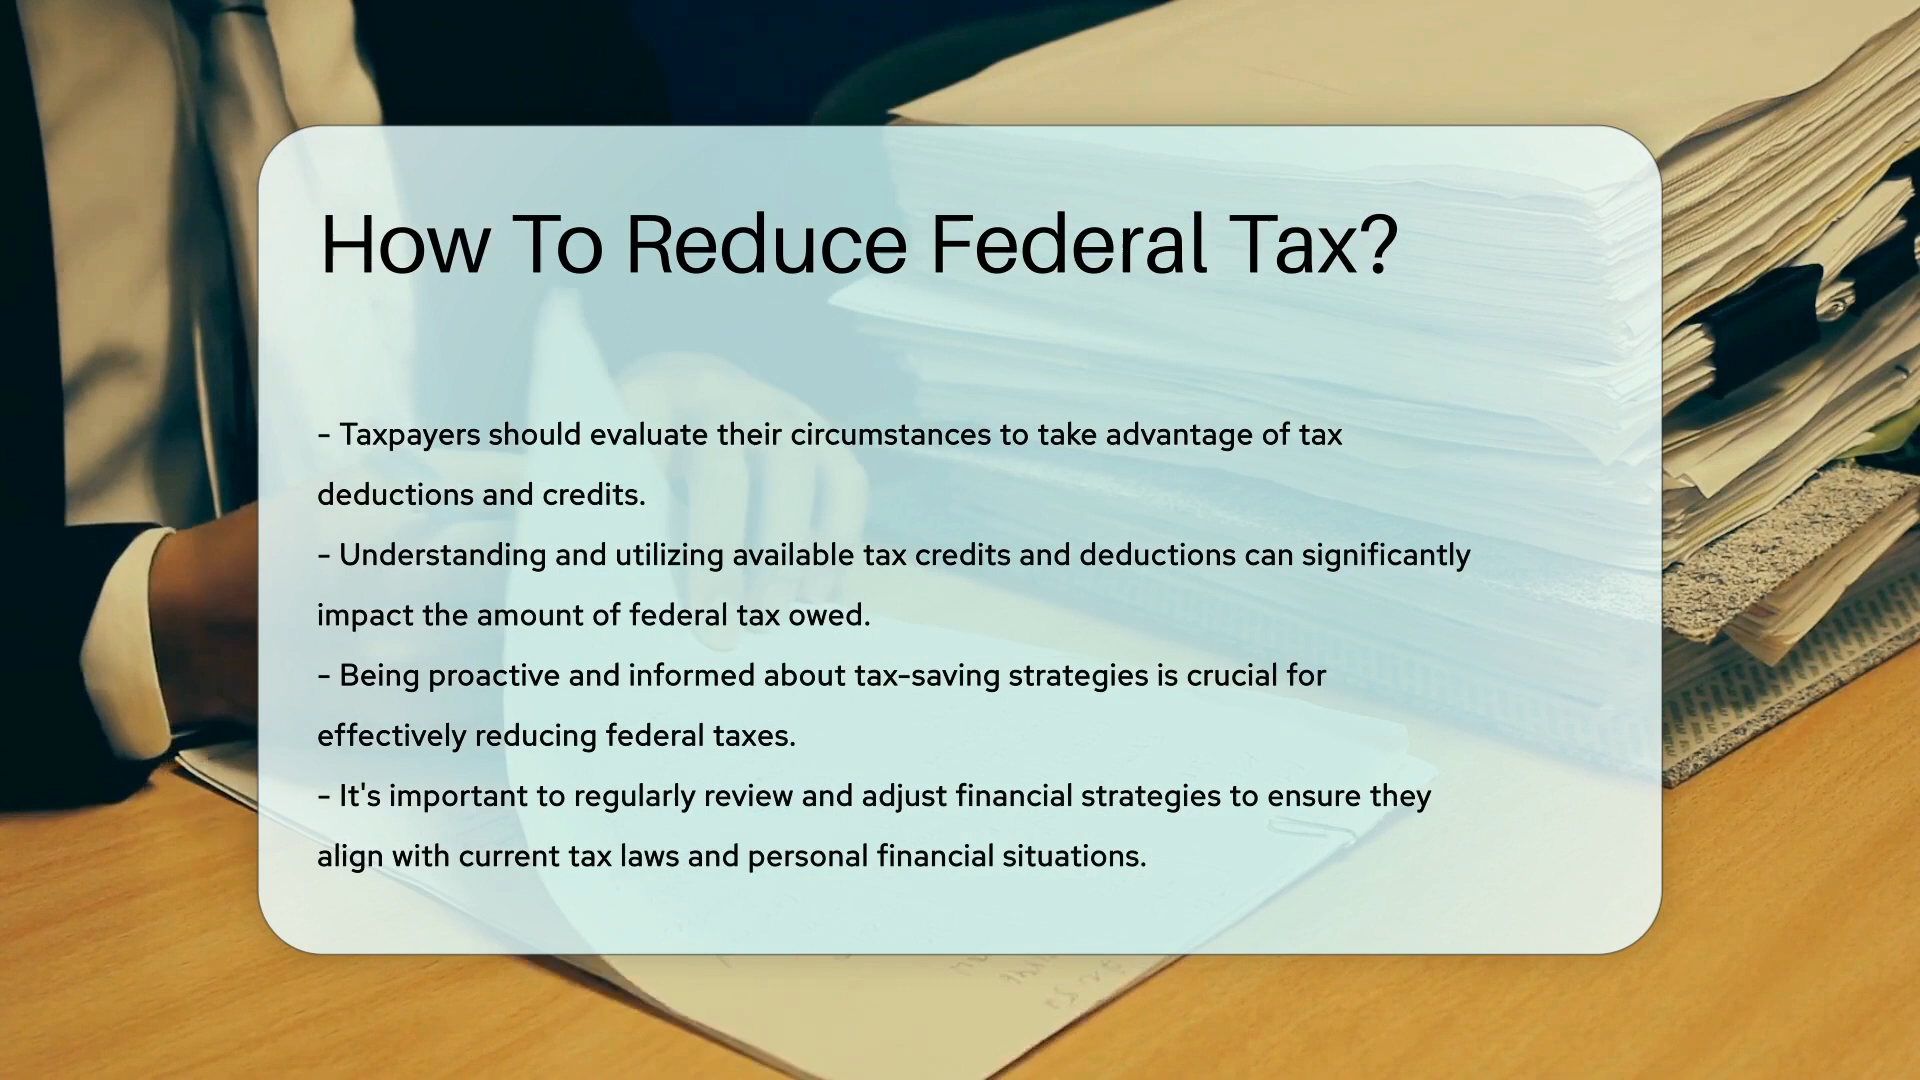 How To Reduce Federal Tax?
- Taxpayers should evaluate their circumstances to take advantage of tax
deductions and credits.
- Understanding and utilizing available tax credits and deductions can significantly
impact the amount of federal tax owed.
- Being proactive and informed about tax-saving strategies is crucial for
effectively reducing federal taxes.
- It's important to regularly review and adjust financial strategies to ensure they
align with current tax laws and personal financial situations.